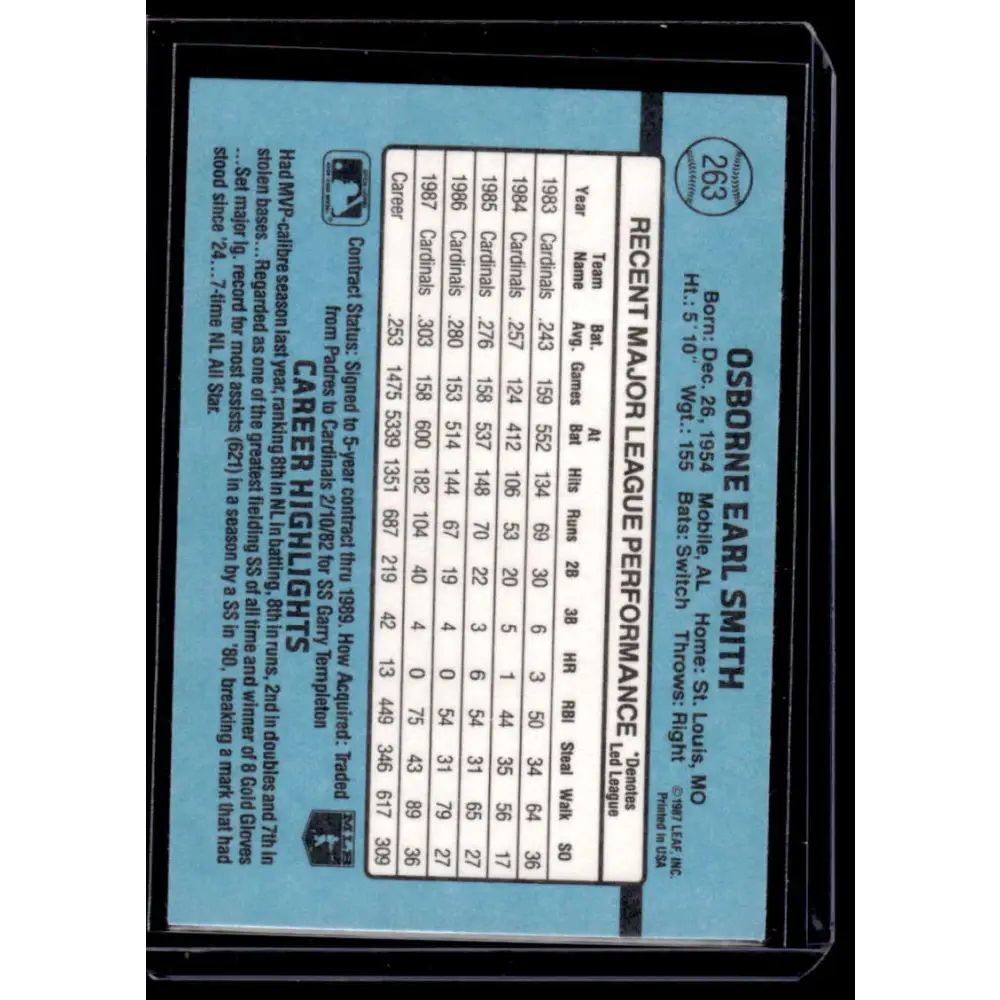 263
OSBORNE EARL SMITH
Born: Dec. 26, 1954 Mobile, AL Home: St. Louis, MO
Ht.: 5' 10" Wgt.: 155 Bats: Switch Throws: Right
© 1987 LEAF, INC.
Printed in USA
RECENT MAJOR LEAGUE PERFORMANCE *Denotes Led League
Year Team Name Bat. Avg. Games At Bat Hits Runs 2B 3B HR RBI Steal Walk SO
1983 Cardinals .243 159 552 134 69 30 6 3 50 34 64 36
1984 Cardinals .257 124 412 106 53 20 5 1 44 35 56 17
1985 Cardinals .276 158 537 148 70 22 3 6 54 31 65 27
1986 Cardinals .280 153 514 144 67 19 4 0 54 31 79 27
1987 Cardinals .303 158 600 182 104 40 4 0 75 43 89 36
Career .253 1475 5339 1351 687 219 42 13 449 346 617 309
Contract Status: Signed to 5-year contract thru 1989. How Acquired: Traded
from Padres to Cardinals 2/10/82 for SS Garry Templeton
MLB
CAREER HIGHLIGHTS
Had MVP-calibre season last year, ranking 8th in NL in batting, 8th in runs, 2nd in doubles and 7th in
stolen bases...Regarded as one of the greatest fielding SS of all time and winner of 8 Gold Gloves
...Set major lg. record for most assists (621) in a season by a SS in '80, breaking a mark that had
stood since '24...7-time NL All Star.